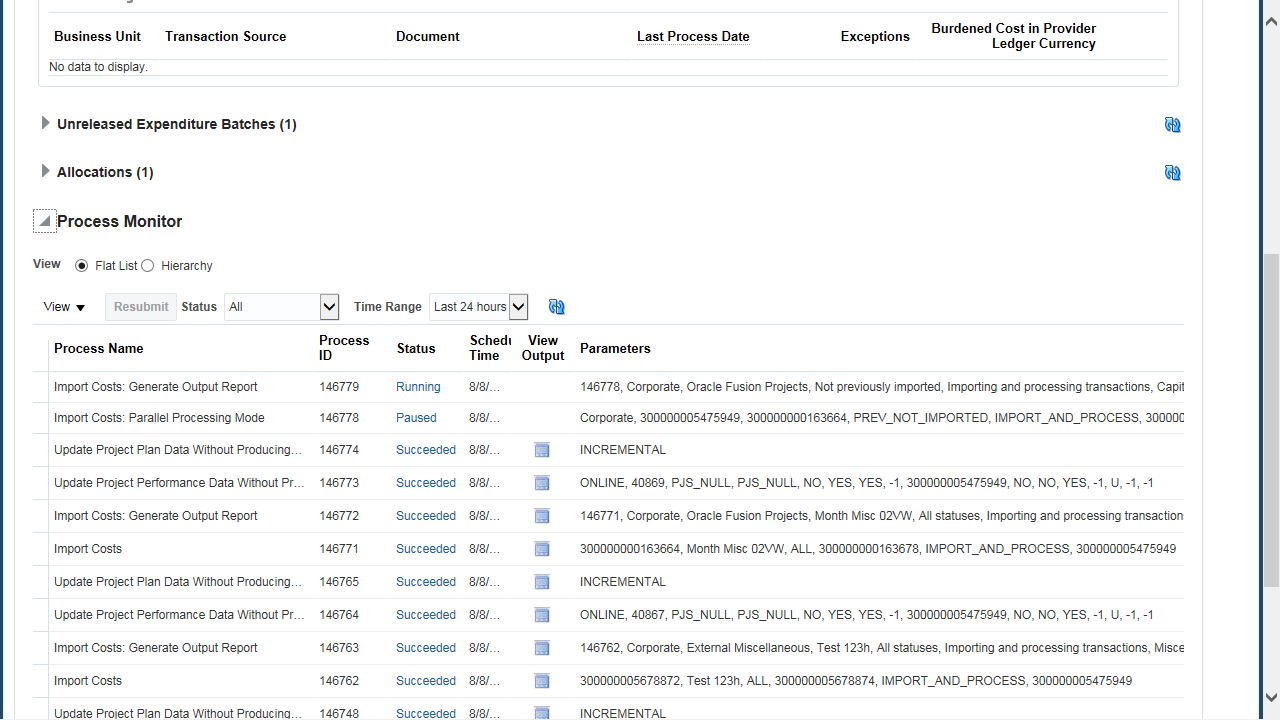 Business Unit Transaction Source Document Last Process Date Exceptions Burdened Cost in Provider
Ledger Currency
No data to display.
Unreleased Expenditure Batches (1)
Allocations (1)
Process Monitor
View Flat List Hierarchy
View Resubmit Status All Time Range Last 24 hours
Process Name Process ID Status Schedu Time View Output Parameters
Import Costs: Generate Output Report 146779 Running 8/8/... 146778, Corporate, Oracle Fusion Projects, Not previously imported, Importing and processing transactions, Capit
Import Costs: Parallel Processing Mode 146778 Paused 8/8/... Corporate, 300000005475949, 300000000163664, PREV_NOT_IMPORTED, IMPORT_AND_PROCESS, 300000
Update Project Plan Data Without Producing... 146774 Succeeded 8/8/... INCREMENTAL
Update Project Performance Data Without Pr... 146773 Succeeded 8/8/... ONLINE, 40869, PJS_NULL, PJS_NULL, NO, YES, YES, -1, 300000005475949, NO, NO, YES, -1, U, -1, -1
Import Costs: Generate Output Report 146772 Succeeded 8/8/... 146771, Corporate, Oracle Fusion Projects, Month Misc 02VW, All statuses, Importing and processing transaction
Import Costs 146771 Succeeded 8/8/... 300000000163664, Month Misc 02VW, ALL, 300000000163678, IMPORT_AND_PROCESS, 300000005475949
Update Project Plan Data Without Producing... 146765 Succeeded 8/8/... INCREMENTAL
Update Project Performance Data Without Pr... 146764 Succeeded 8/8/... ONLINE, 40867, PJS_NULL, PJS_NULL, NO, YES, YES, -1, 300000005475949, NO, NO, YES, -1, U, -1, -1
Import Costs: Generate Output Report 146763 Succeeded 8/8/... 146762, Corporate, External Miscellaneous, Test 123h, All statuses, Importing and processing transactions, Misce
Import Costs 146762 Succeeded 8/8/... 300000005678872, Test 123h, ALL, 300000005678874, IMPORT_AND_PROCESS, 300000005475949
Update Project Plan Data Without Producing... 146748 Succeeded 8/8/... INCREMENTAL